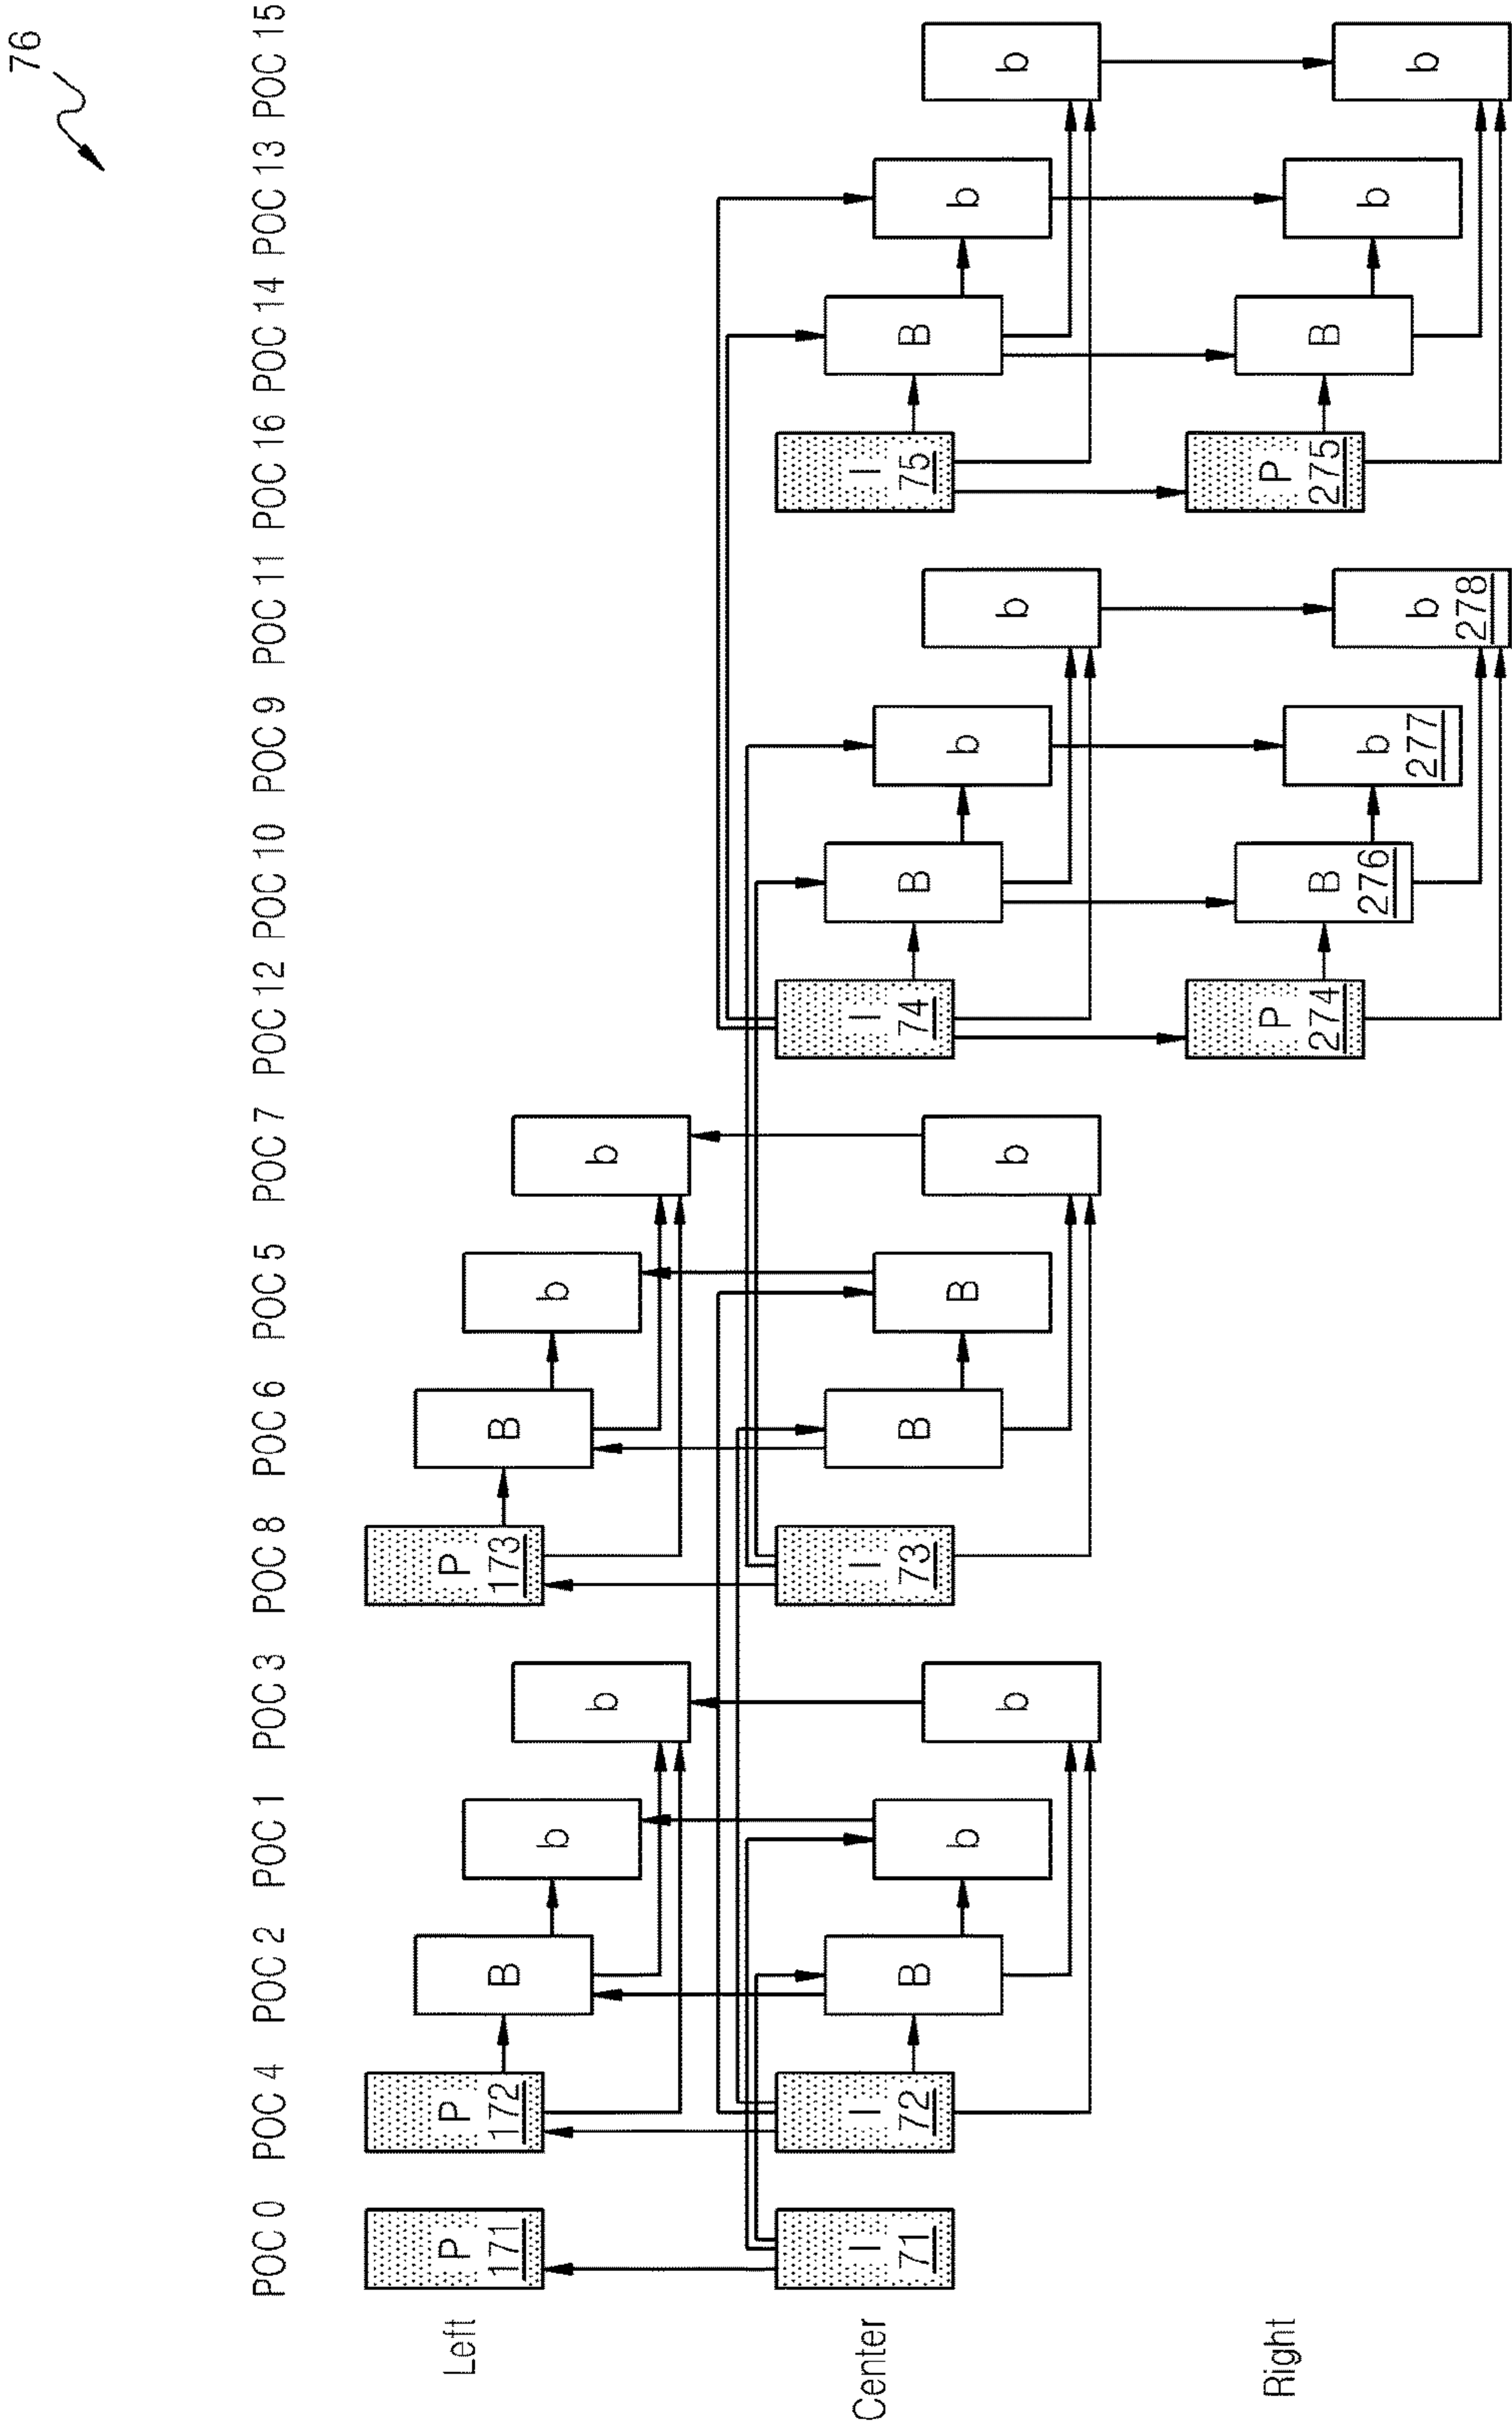 76
POC 0 POC 4 POC 2 POC 1 POC 3 POC 8 POC 6 POC 5 POC 7 POC 12 POC 10 POC 9 POC 11 POC 16 POC 14 POC 13 POC 15
Left
P 171
P 172
B
b
b
P 173
B
b
b
Center
I 71
I 72
B
b
b
I 73
B
B
b
I 74
B
b
b
I 75
B
b
b
Right
P 274
B 276
b 277
b 278
P 275
B
b
b